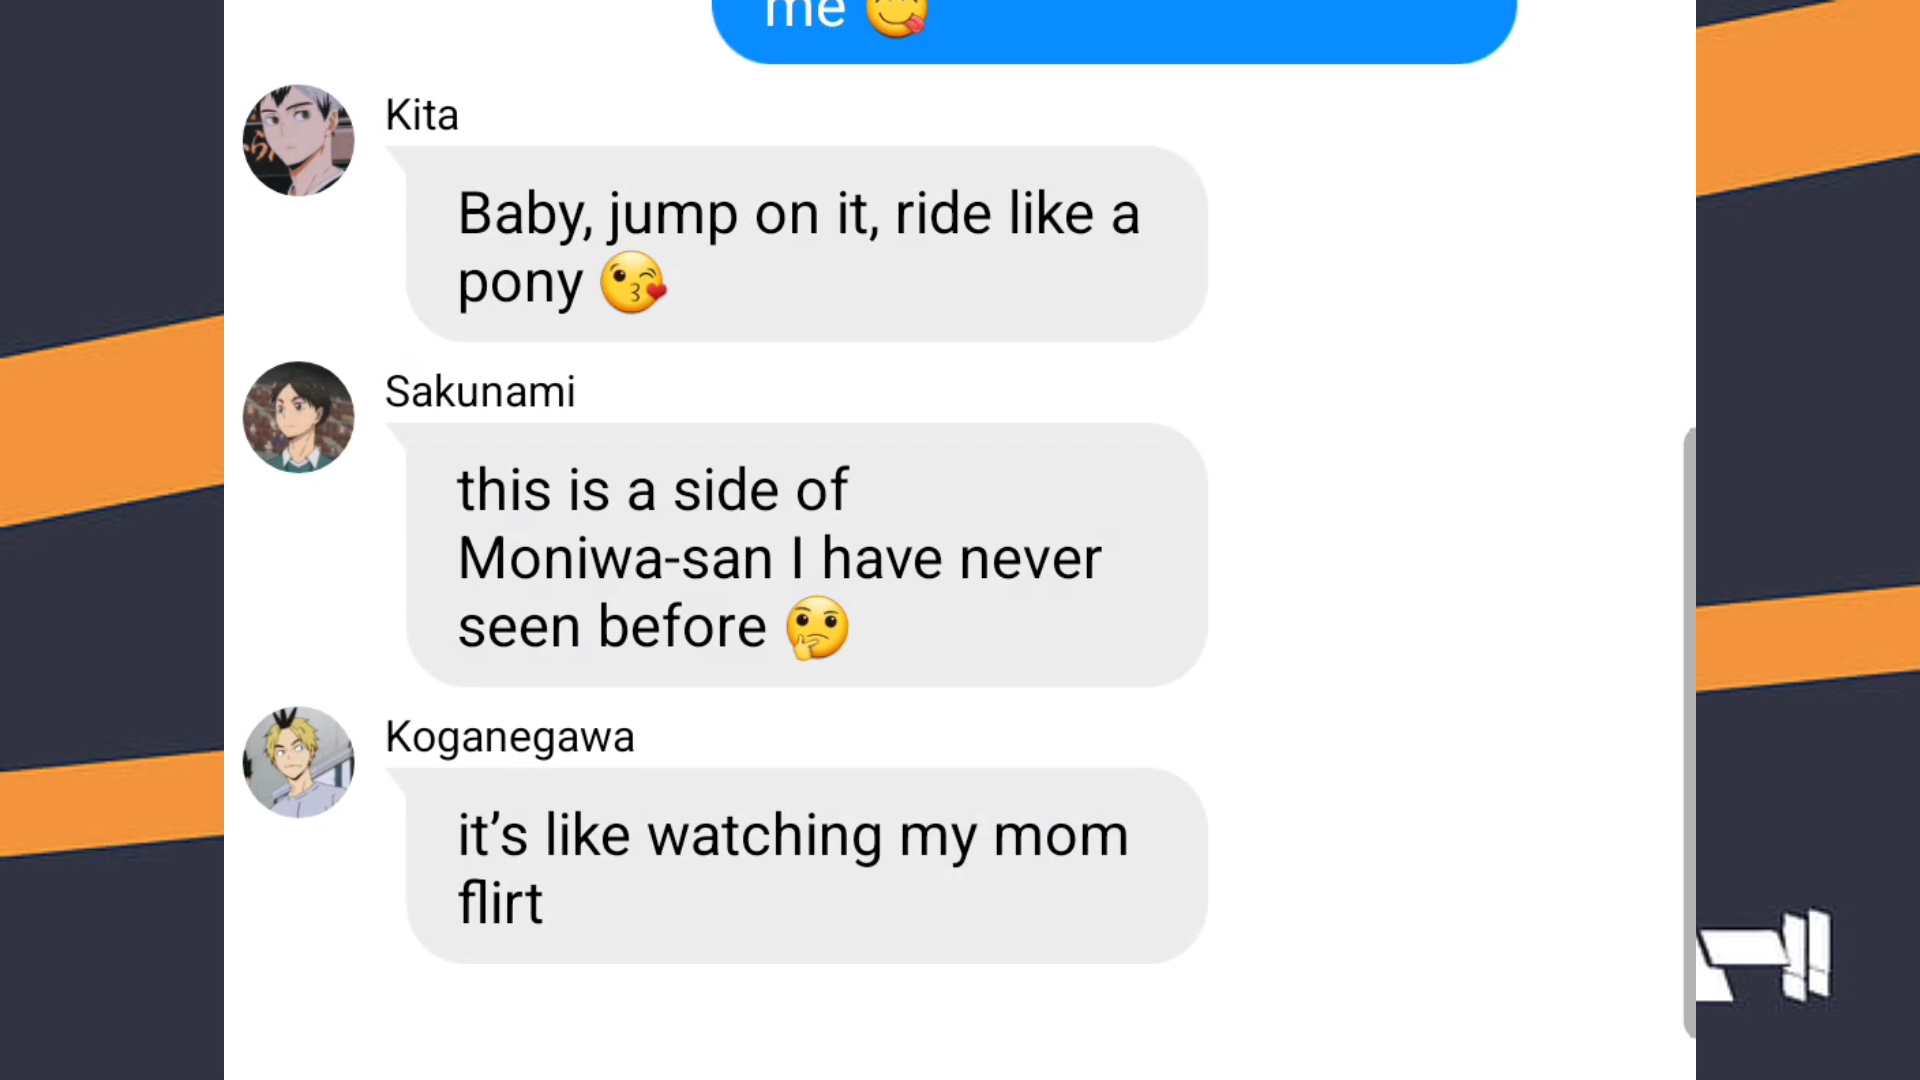 me 😋
Kita
Baby, jump on it, ride like a
pony 😘
Sakunami
this is a side of
Moniwa-san I have never
seen before 🤔
Koganegawa
it’s like watching my mom
flirt